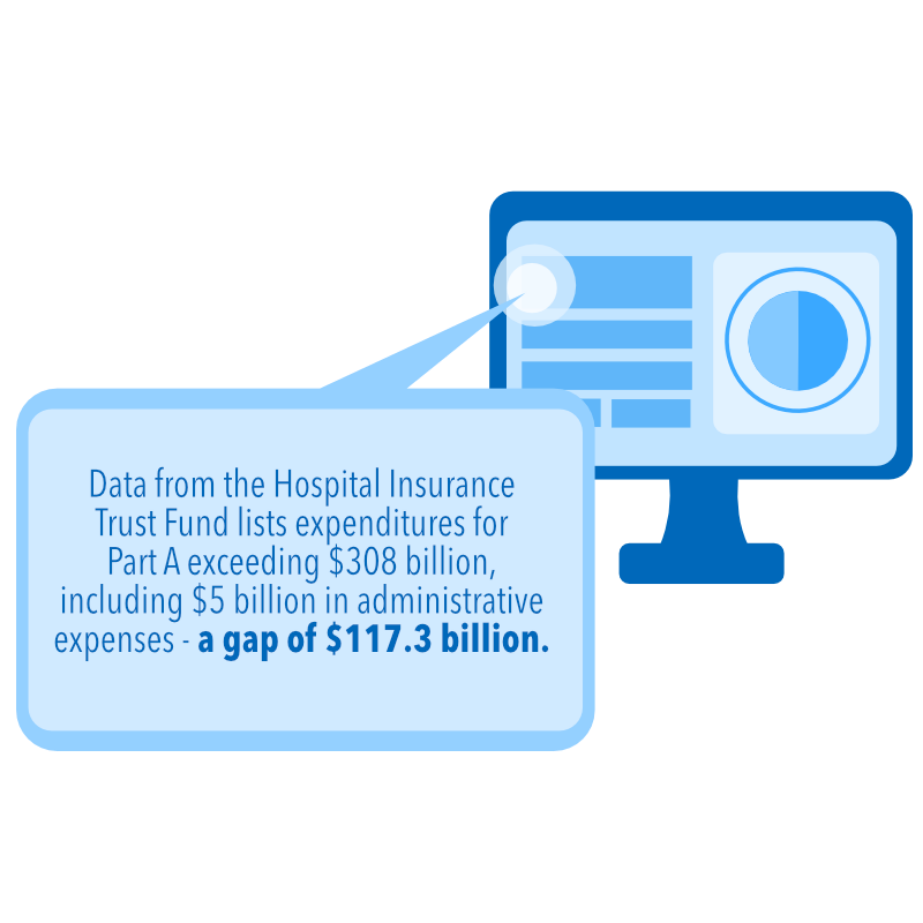 Data from the Hospital Insurance
Trust Fund lists expenditures for
Part A exceeding $308 billion,
including $5 billion in administrative
expenses - a gap of $117.3 billion.